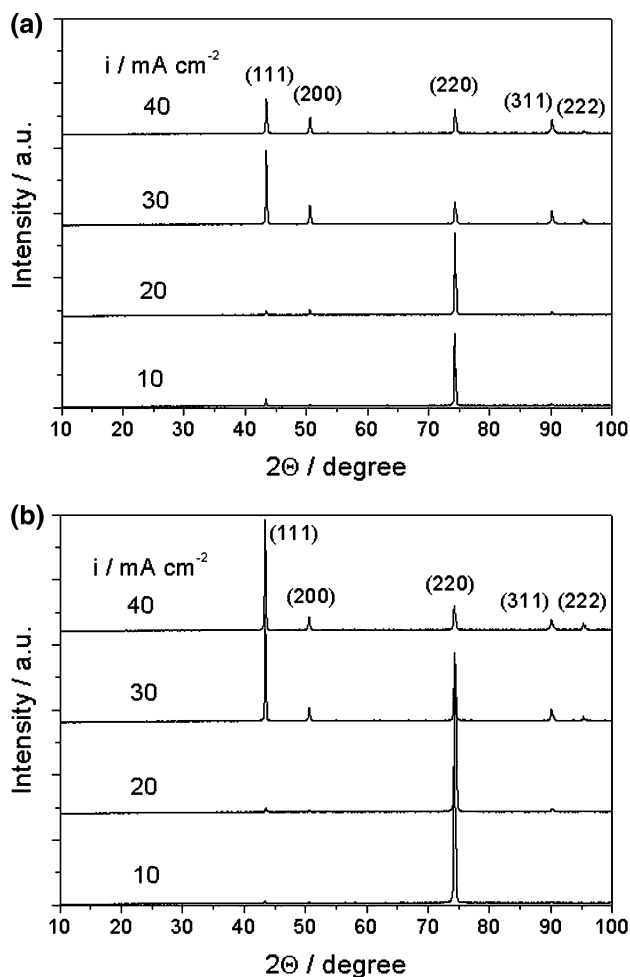 (a)
i / mA cm⁻²
(111)
(200)
(220)
(311)
(222)
40
30
20
10
Intensity / a.u.
10 20 30 40 50 60 70 80 90 100
2Θ / degree
(b)
i / mA cm⁻²
(111)
(200)
(220)
(311)
(222)
40
30
20
10
Intensity / a.u.
10 20 30 40 50 60 70 80 90 100
2Θ / degree